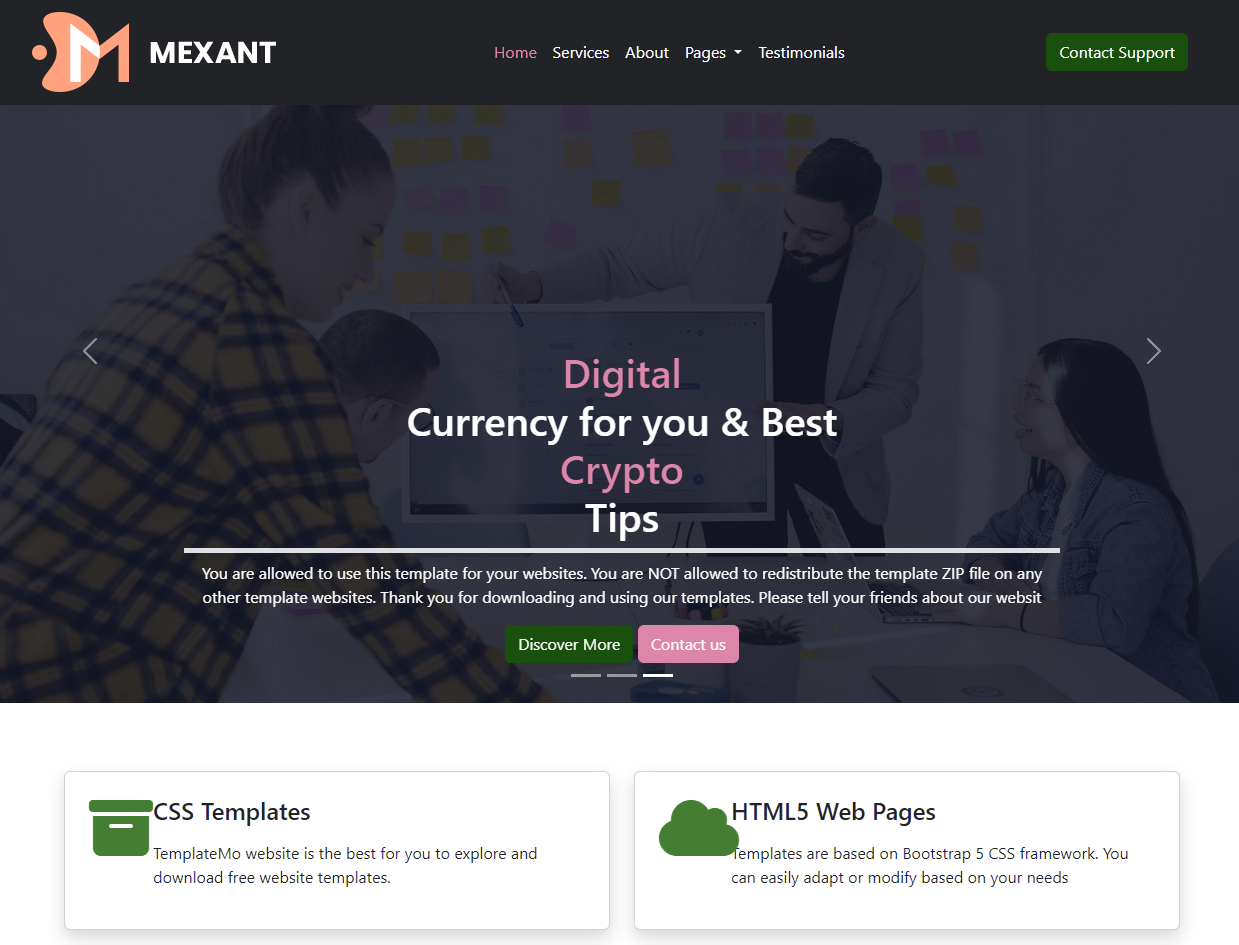 MEXANT
Home Services About Pages Testimonials
Contact Support
Digital
Currency for you & Best
Crypto
Tips
You are allowed to use this template for your websites. You are NOT allowed to redistribute the template ZIP file on any
other template websites. Thank you for downloading and using our templates. Please tell your friends about our websit
Discover More
Contact us
CSS Templates
TemplateMo website is the best for you to explore and
download free website templates.
HTML5 Web Pages
Templates are based on Bootstrap 5 CSS framework. You
can easily adapt or modify based on your needs